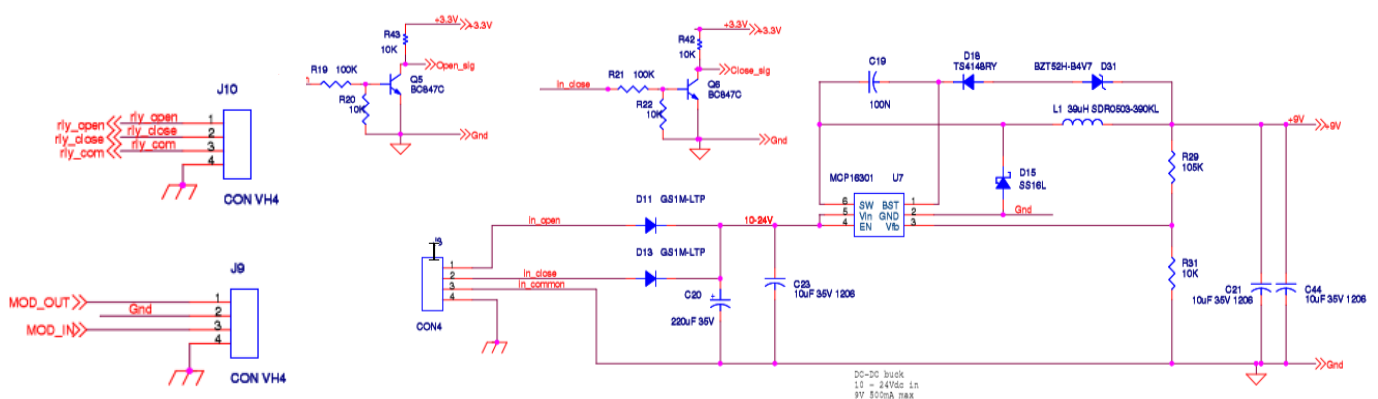 J10
rly_open
rly_close
rly_com
rly_open
rly_close
rly_com
1
2
3
4
CON VH4
J9
MOD_OUT
Gnd
MOD_IN
1
2
3
4
CON VH4
+3.3V
+3.3V
R43
10K
Open_sig
R19 100K
Q5
BC847C
R20
10K
Gnd
+3.3V
+3.3V
R42
10K
Close_sig
in_close
R21 100K
Q6
BC847C
R22
10K
Gnd
1
2
3
4
CON4
in_open
in_close
in_common
D11 GS1M-LTP
D13 GS1M-LTP
C20
+
220uF 35V
10-24V
C23
10uF 35V 1206
C19
100N
D18
TS4148RY
BZT52H-B4V7 D31
L1 39uH SDR0503-390KL
MCP16301 U7
6 SW BST 1
5 Vin GND 2
4 EN Vfb 3
D15
SS16L
Gnd
+9V
+9V
R29
105K
R31
10K
C21
10uF 35V 1206
C44
10uF 35V 1206
Gnd
DC-DC buck
10 - 24Vdc in
9V 500mA max